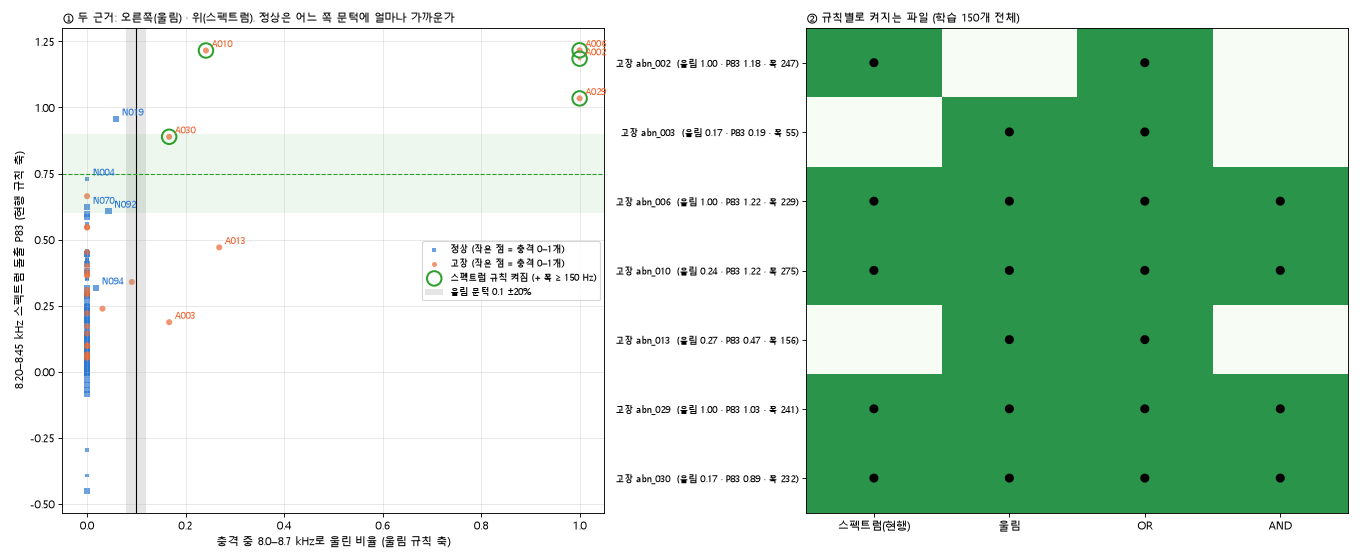 ① 두 근거: 오른쪽(울림) · 위(스펙트럼). 정상은 어느 쪽 문턱에 얼마나 가까운가
8.20–8.45 kHz 스펙트럼 돌출 P83 (현행 규칙 축)
1.25
1.00
0.75
0.50
0.25
0.00
-0.25
-0.50
A010
A006
A002
A029
N019
A030
N004
N070
N092
A013
N094
A003
정상 (작은 점 = 충격 0–1개)
고장 (작은 점 = 충격 0–1개)
스펙트럼 규칙 켜짐 (+ 폭 ≥ 150 Hz)
울림 문턱 0.1 ±20%
0.0
0.2
0.4
0.6
0.8
1.0
충격 중 8.0–8.7 kHz로 울린 비율 (울림 규칙 축)
② 규칙별로 켜지는 파일 (학습 150개 전체)
고장 abn_002 (울림 1.00 · P83 1.18 · 폭 247)
고장 abn_003 (울림 0.17 · P83 0.19 · 폭 55)
고장 abn_006 (울림 1.00 · P83 1.22 · 폭 229)
고장 abn_010 (울림 0.24 · P83 1.22 · 폭 275)
고장 abn_013 (울림 0.27 · P83 0.47 · 폭 156)
고장 abn_029 (울림 1.00 · P83 1.03 · 폭 241)
고장 abn_030 (울림 0.17 · P83 0.89 · 폭 232)
스펙트럼(현행)
울림
OR
AND